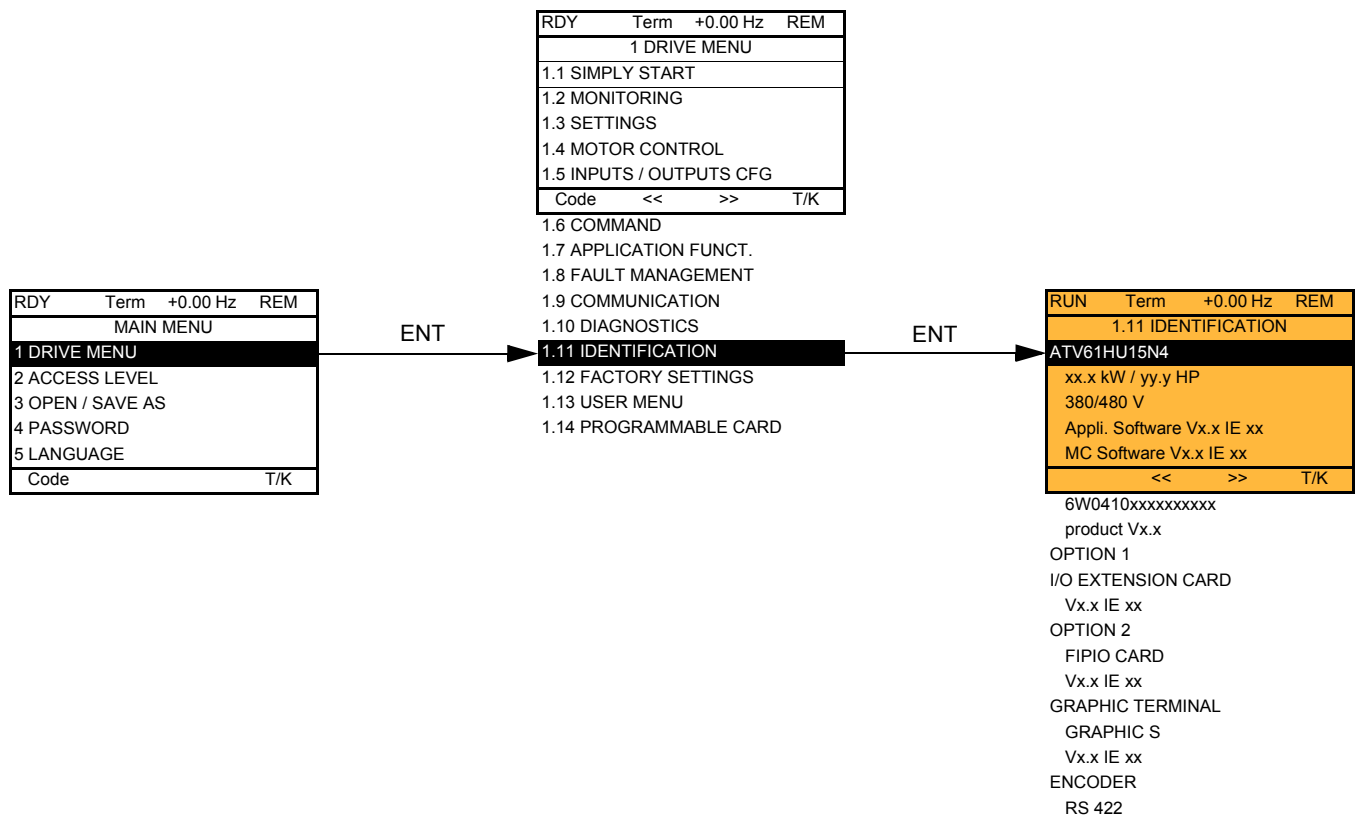 RDY Term +0.00 Hz REM
MAIN MENU
1 DRIVE MENU
2 ACCESS LEVEL
3 OPEN / SAVE AS
4 PASSWORD
5 LANGUAGE
Code T/K
ENT
RDY Term +0.00 Hz REM
1 DRIVE MENU
1.1 SIMPLY START
1.2 MONITORING
1.3 SETTINGS
1.4 MOTOR CONTROL
1.5 INPUTS / OUTPUTS CFG
Code << >> T/K
1.6 COMMAND
1.7 APPLICATION FUNCT.
1.8 FAULT MANAGEMENT
1.9 COMMUNICATION
1.10 DIAGNOSTICS
1.11 IDENTIFICATION
1.12 FACTORY SETTINGS
1.13 USER MENU
1.14 PROGRAMMABLE CARD
ENT
RUN Term +0.00 Hz REM
1.11 IDENTIFICATION
ATV61HU15N4
xx.x kW / yy.y HP
380/480 V
Appli. Software Vx.x IE xx
MC Software Vx.x IE xx
<< >> T/K
6W0410xxxxxxxxxx
product Vx.x
OPTION 1
I/O EXTENSION CARD
Vx.x IE xx
OPTION 2
FIPIO CARD
Vx.x IE xx
GRAPHIC TERMINAL
GRAPHIC S
Vx.x IE xx
ENCODER
RS 422